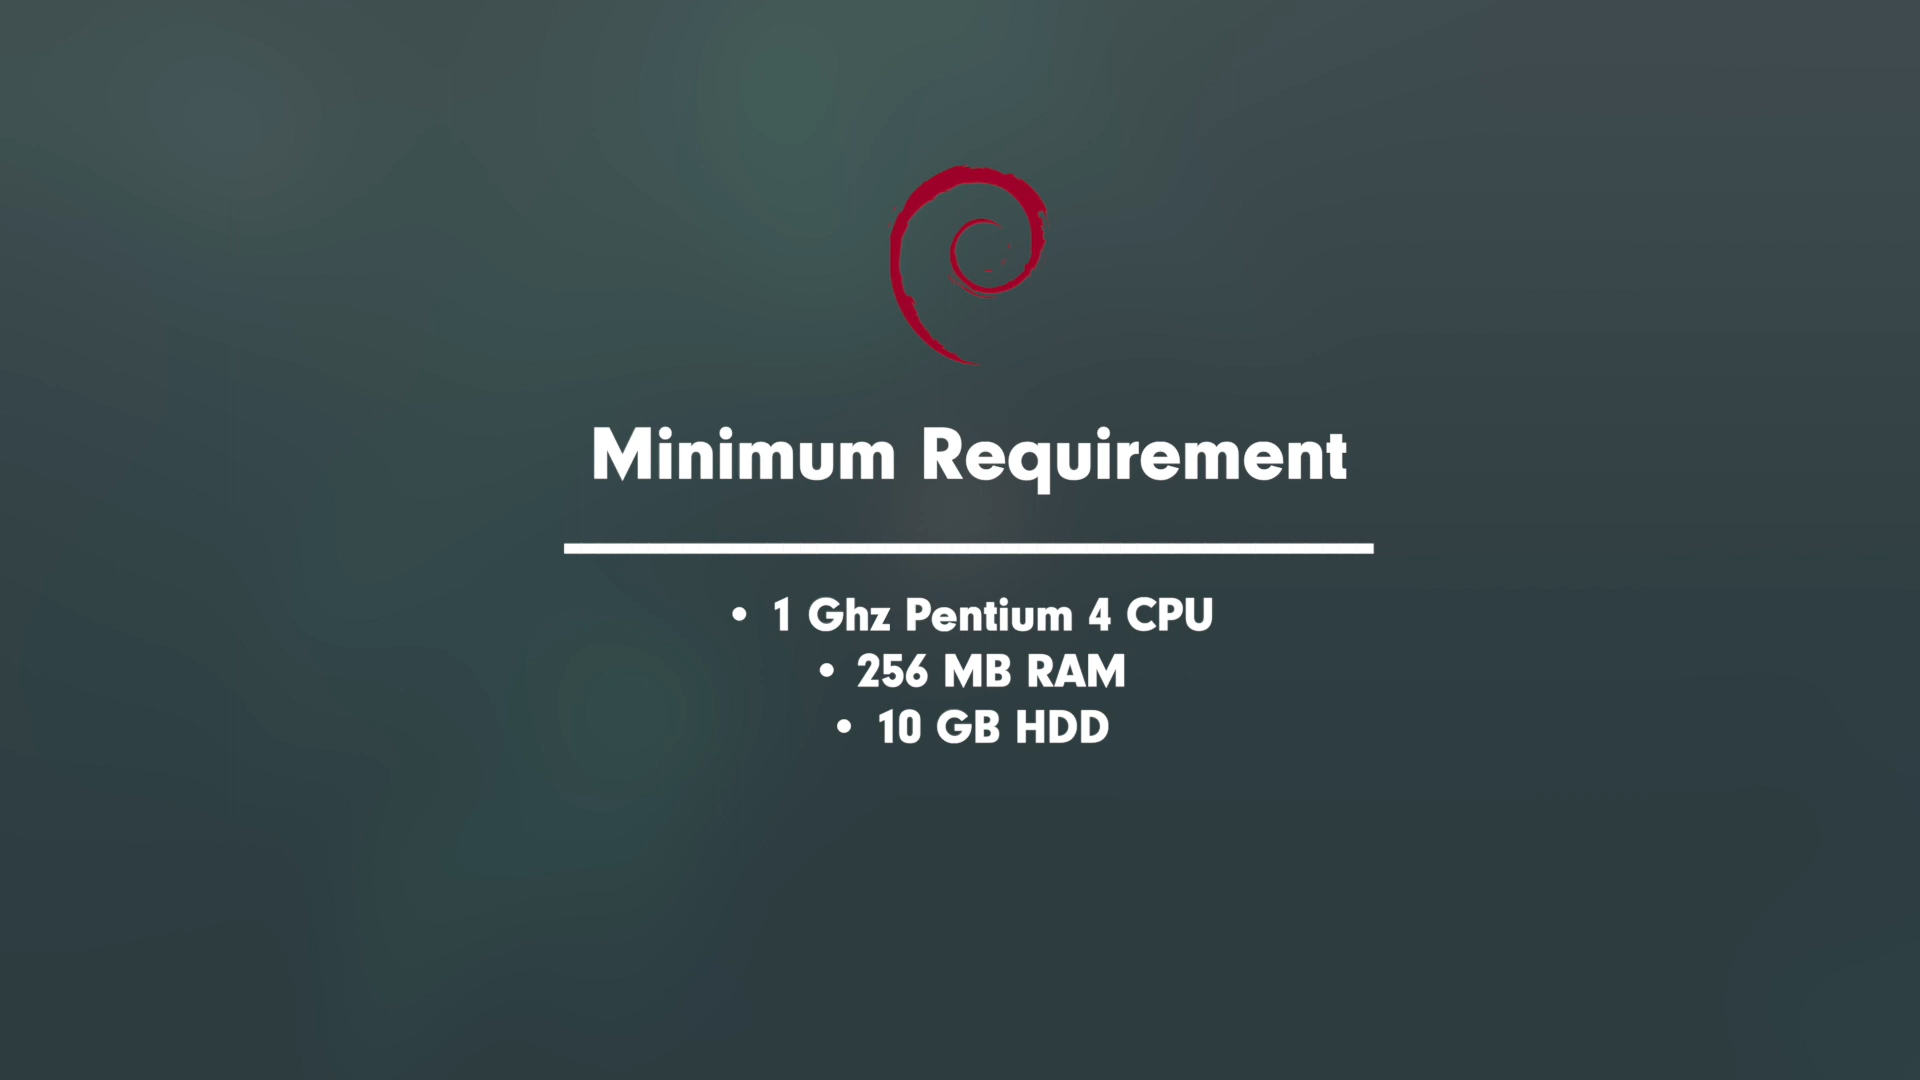 Minimum Requirement
• 1 Ghz Pentium 4 CPU
• 256 MB RAM
• 10 GB HDD